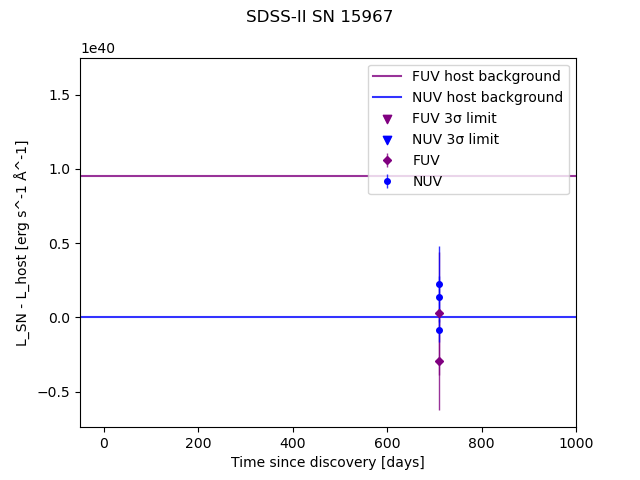 SDSS-II SN 15967
1e40
1.5
1.0
0.5
0.0
−0.5
L_SN - L_host [erg s^-1 Å^-1]
FUV host background
NUV host background
FUV 3σ limit
NUV 3σ limit
FUV
NUV
0 200 400 600 800 1000
Time since discovery [days]